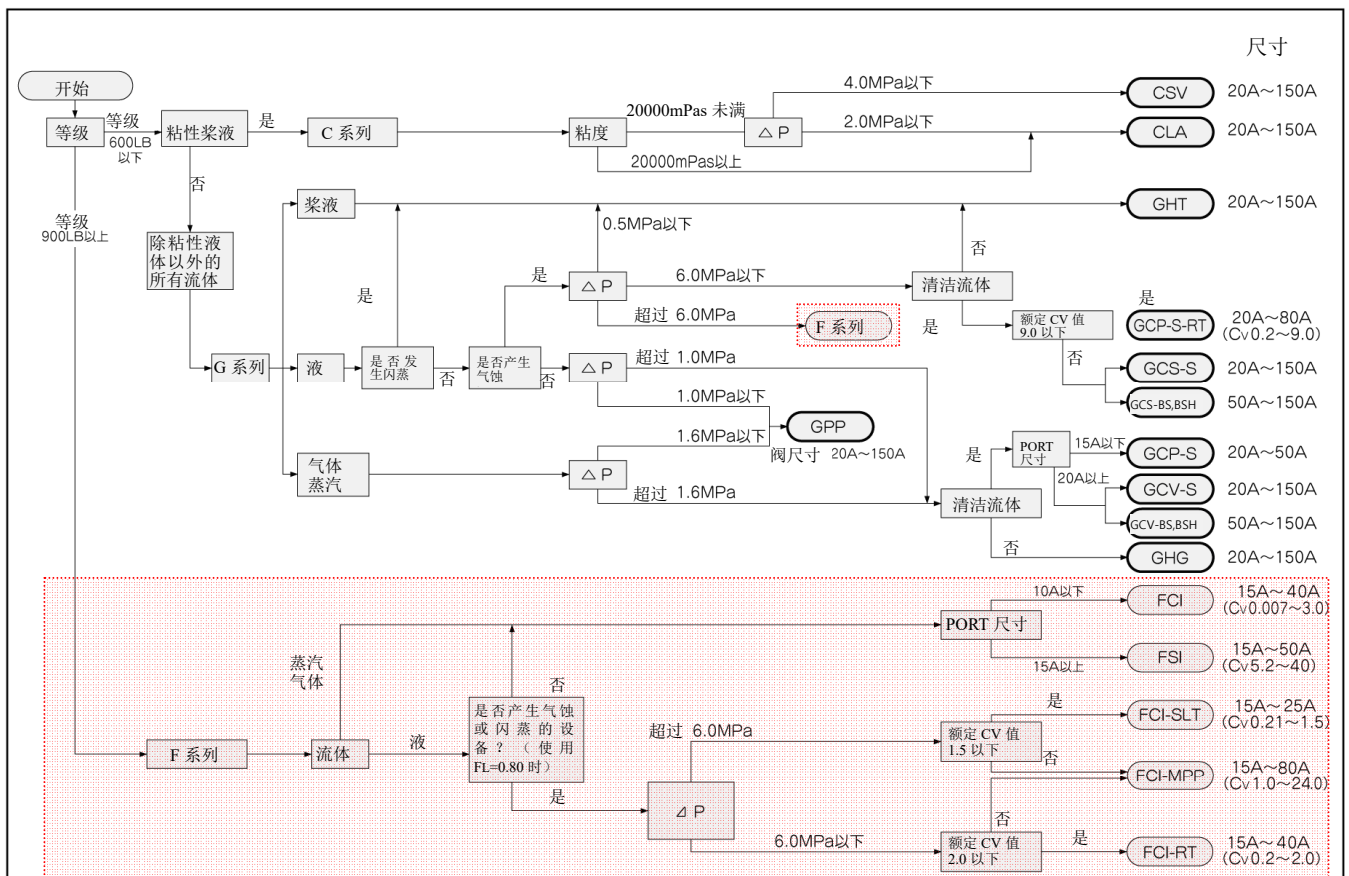 尺寸
开始
4.0MPa以下
CSV
20A～150A
等级
等级
600LB
以下
粘性浆液
是
C 系列
粘度
20000mPas 未满
△ P
2.0MPa以下
CLA
20A～150A
20000mPas以上
否
浆液
GHT
20A～150A
等级
900LB以上
0.5MPa以下
除粘性液
体以外的
所有流体
否
是
是
△ P
6.0MPa以下
清洁流体
超过 6.0MPa
F 系列
是
额定 CV 值
9.0 以下
是
GCP-S-RT
20A～80A
(Cv0.2～9.0)
G 系列
液
是 否 发
生闪蒸
否
是否产生
气蚀
否
△ P
超过 1.0MPa
否
GCS-S
20A～150A
1.0MPa以下
GCS-BS,BSH
50A～150A
GPP
阀尺寸 20A～150A
1.6MPa以下
气体
蒸汽
△ P
超过 1.6MPa
是
PORT
尺寸
15A以下
GCP-S
20A～50A
20A以上
GCV-S
20A～150A
清洁流体
GCV-BS,BSH
50A～150A
否
GHG
20A～150A
10A以下
FCI
15A～40A
(Cv0.007～3.0)
PORT 尺寸
蒸汽
气体
15A以上
FSI
15A～50A
(Cv5.2～40)
否
是否产生气蚀
或闪蒸的设
备？（使用
FL=0.80 时）
F 系列
流体
液
超过 6.0MPa
额定 CV 值
1.5 以下
是
FCI-SLT
15A～25A
(Cv0.21～1.5)
否
FCI-MPP
15A～80A
(Cv1.0～24.0)
是
⊿ P
否
6.0MPa以下
额定 CV 值
2.0 以下
是
FCI-RT
15A～40A
(Cv0.2～2.0)